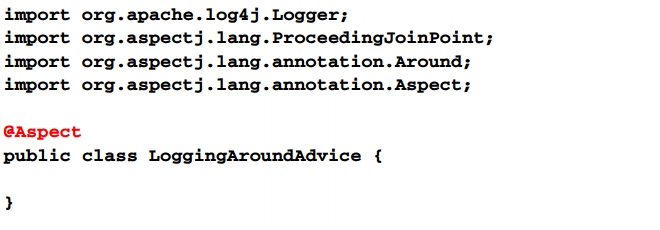 import org.apache.log4j.Logger;
import org.aspectj.lang.ProceedingJoinPoint;
import org.aspectj.lang.annotation.Around;
import org.aspectj.lang.annotation.Aspect;
@Aspect
public class LoggingAroundAdvice {
}